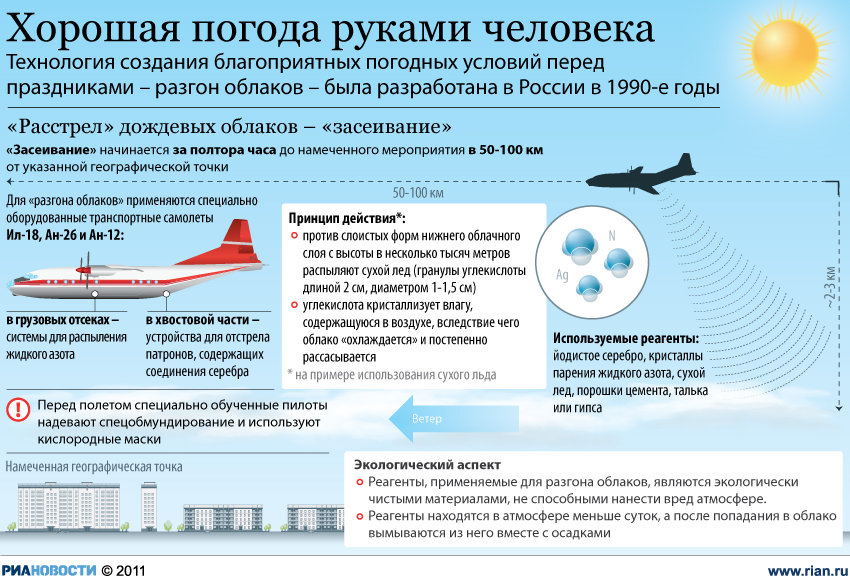 Хорошая погода руками человека
Технология создания благоприятных погодных условий перед
праздниками – разгон облаков – была разработана в России в 1990-е годы
«Расстрел» дождевых облаков – «засеивание»
«Засеивание» начинается за полтора часа до намеченного мероприятия в 50-100 км
от указанной географической точки
50-100 км
Для «разгона облаков» применяются специально
оборудованные транспортные самолеты
Ил-18, Ан-26 и Ан-12:
в грузовых отсеках –
системы для распыления
жидкого азота
в хвостовой части –
устройства для отстрела
патронов, содержащих
соединения серебра
Принцип действия*:
против слоистых форм нижнего облачного
слоя с высоты в несколько тысяч метров
распыляют сухой лед (гранулы углекислоты
длиной 2 см, диаметром 1-1,5 см)
углекислота кристаллизует влагу,
содержащуюся в воздухе, вследствие чего
облако «охлаждается» и постепенно
рассасывается
* на примере использования сухого льда
N
Ag
~2-3 км
Используемые реагенты:
йодистое серебро, кристаллы
парения жидкого азота, сухой
лед, порошки цемента, талька
или гипса
Перед полетом специально обученные пилоты
надевают спецобмундирование и используют
кислородные маски
Ветер
Намеченная географическая точка
Экологический аспект
Реагенты, применяемые для разгона облаков, являются экологически
чистыми материалами, не способными нанести вред атмосфере.
Реагенты находятся в атмосфере меньше суток, а после попадания в облако
вымываются из него вместе с осадками
РИАНОВОСТИ © 2011
www.rian.ru